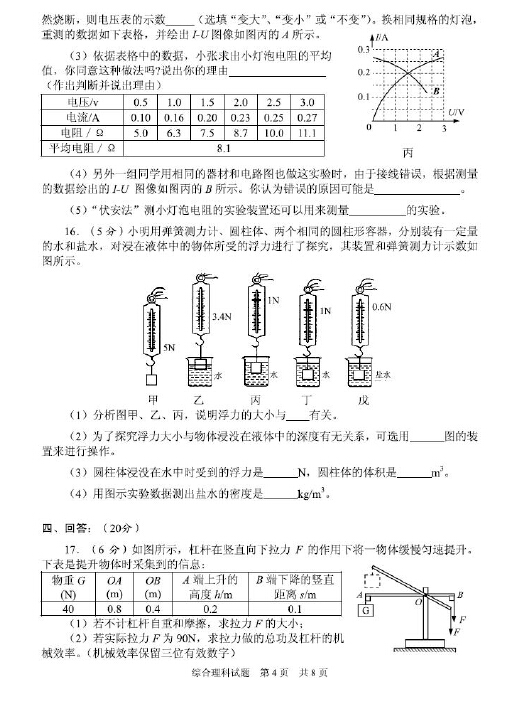 然烧断，则电压表的示数_____（选填“变大”、“变小”或“不变”）。换相同规格的灯泡，
重测的数据如下表格，并绘出 I-U 图像如图丙的 A 所示。
（3）依据表格中的数据，小张求出小灯泡电阻的平均
值，你同意这种做法吗?说出你的理由_______________
（作出判断并说出理由）
电压/v 0.5 1.0 1.5 2.0 2.5 3.0
电流/A 0.10 0.16 0.20 0.23 0.25 0.27
电阻 / Ω 5.0 6.3 7.5 8.7 10.0 11.1
平均电阻 / Ω 8.1
I/A
0.3
0.2
0.1
0 1 2 3
A
B
U/V
丙
（4）另外一组同学用相同的器材和电路图也做这实验时，由于接线错误，根据测量
的数据绘出的 I-U 图像如图丙的 B 所示。你认为错误的原因可能是_____________。
（5）“伏安法”测小灯泡电阻的实验装置还可以用来测量_________的实验。
16．（5 分）小明用弹簧测力计、圆柱体、两个相同的圆柱形容器，分别装有一定量
的水和盐水，对浸在液体中的物体所受的浮力进行了探究，其装置和弹簧测力计示数如
图所示。
5N
3.4N
1N
1N
0.6N
水
水
水
盐水
甲 乙 丙 丁 戊
（1）分析图甲、乙、丙，说明浮力的大小与____有关。
（2）为了探究浮力大小与物体浸没在液体中的深度有无关系，可选用______图的装
置来进行操作。
（3）圆柱体浸没在水中时受到的浮力是______N，圆柱体的体积是______m³。
（4）用图示实验数据测出盐水的密度是______kg/m³。
四、回答：（20分）
17．（6 分）如图所示，杠杆在竖直向下拉力 F 的作用下将一物体缓慢匀速提升。
下表是提升物体时采集到的信息：
物重 G (N) OA (m) OB (m) A 端上升的高度 h/m B 端下降的竖直距离 s/m
40 0.8 0.4 0.2 0.1
A
O
B
G
F
F
（1）若不计杠杆自重和摩擦，求拉力 F 的大小；
（2）若实际拉力 F 为 90N，求拉力做的总功及杠杆的机
械效率。（机械效率保留三位有效数字）
综合理科试题 第 4 页 共 8 页